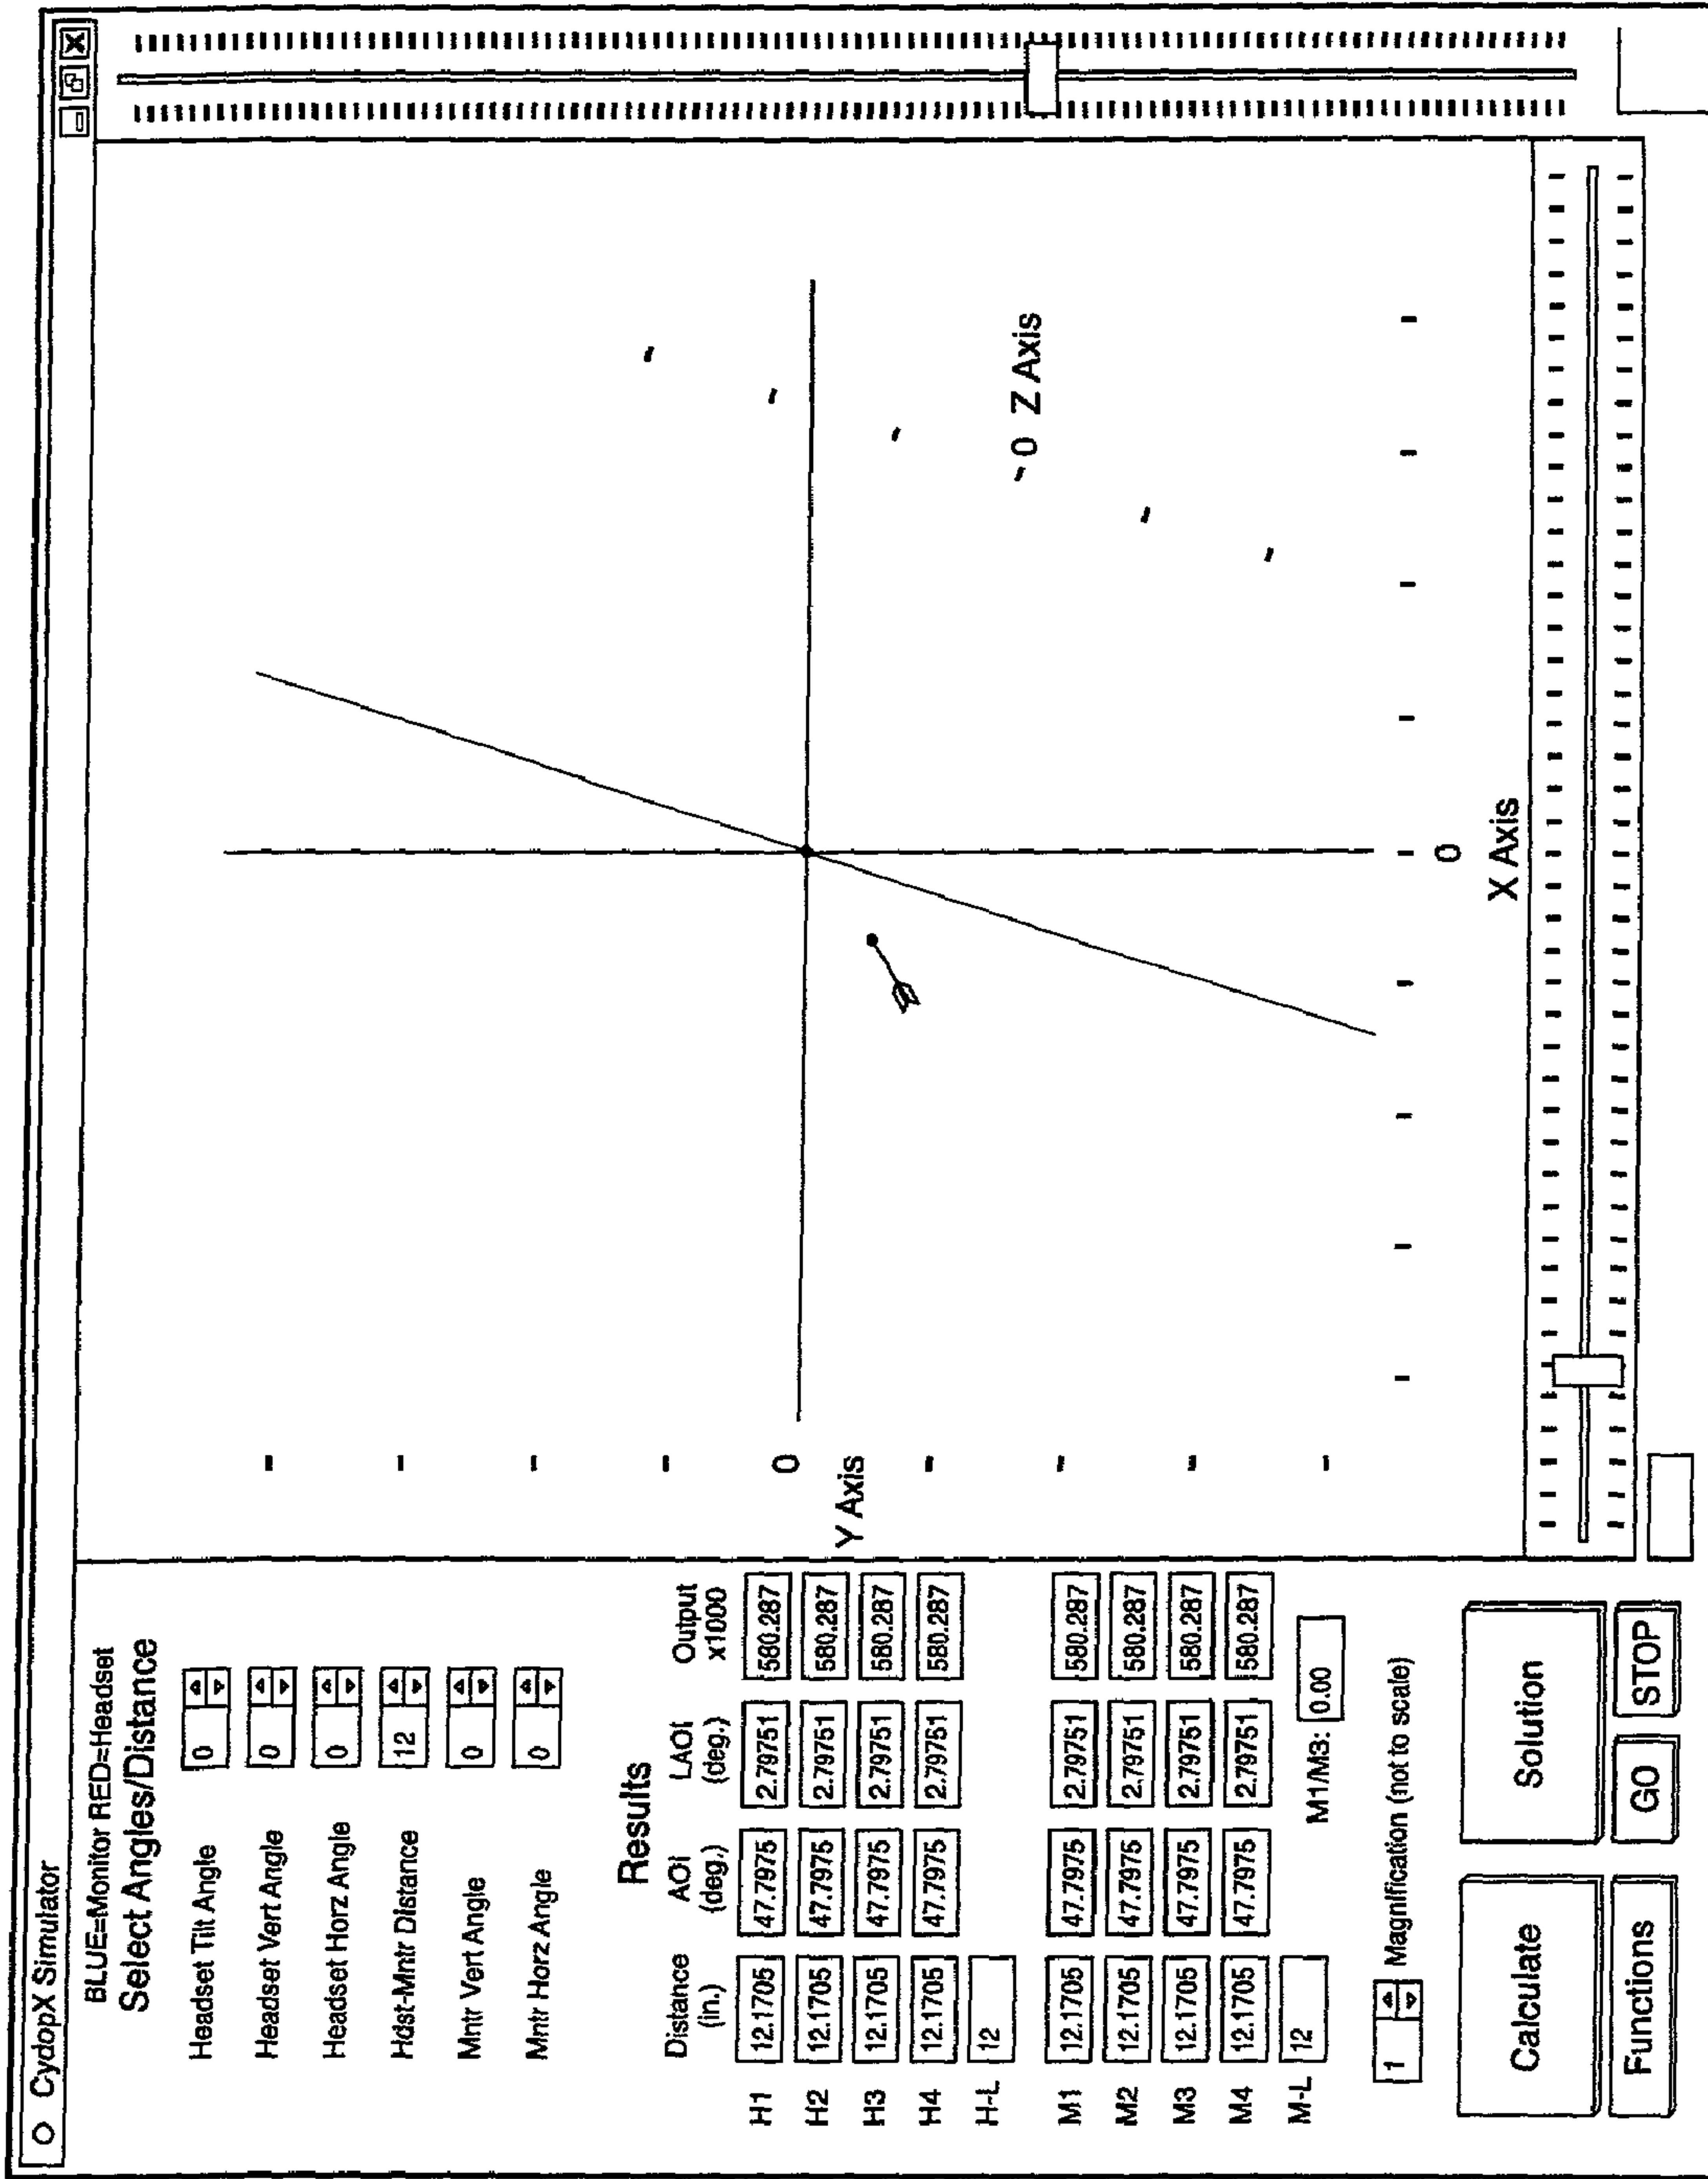 CydopX Simulator
BLUE=Monitor RED=Headset
Select Angles/Distance
Headset Tilt Angle 0
Headset Vert Angle 0
Headset Horz Angle 0
Hdst-Mntr Distance 12
Mntr Vert Angle 0
Mntr Horz Angle 0
Results
Distance (in.) AOI (deg.) LAOI (deg.) Output x1000
H1 12.1705 47.7975 2.79751 580.287
H2 12.1705 47.7975 2.79751 580.287
H3 12.1705 47.7975 2.79751 580.287
H4 12.1705 47.7975 2.79751 580.287
H-L 12
M1 12.1705 47.7975 2.79751 580.287
M2 12.1705 47.7975 2.79751 580.287
M3 12.1705 47.7975 2.79751 580.287
M4 12.1705 47.7975 2.79751 580.287
M-L 12
M1/M3: 0.00
1 Magnification (not to scale)
Calculate Solution
Functions GO STOP
0
Y Axis
0 Z Axis
0
X Axis